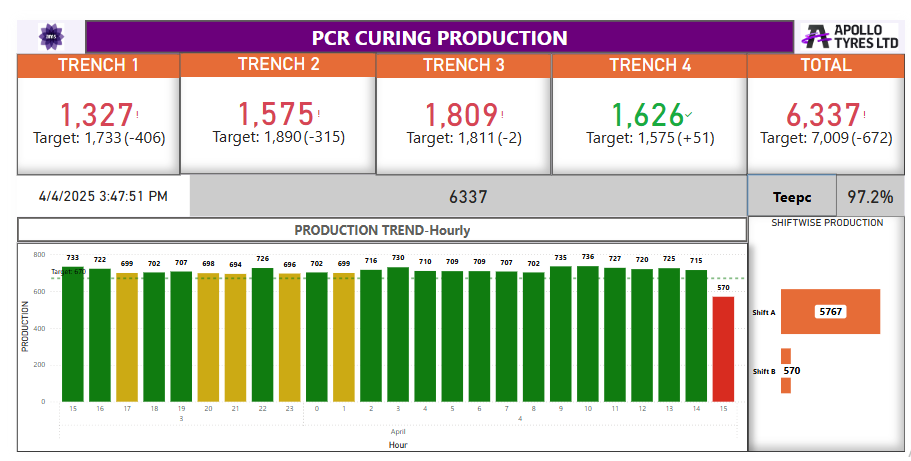 ams
PCR CURING PRODUCTION
APOLLO
TYRES LTD
TRENCH 1 TRENCH 2 TRENCH 3 TRENCH 4 TOTAL
1,327! 1,575! 1,809! 1,626✓ 6,337!
Target: 1,733 (-406) Target: 1,890 (-315) Target: 1,811 (-2) Target: 1,575 (+51) Target: 7,009 (-672)
4/4/2025 3:47:51 PM 6337 Teepc 97.2%
PRODUCTION TREND-Hourly
SHIFTWISE PRODUCTION
PRODUCTION
800
600
400
200
0
Target: 670
733 722 699 702 707 698 694 726 696 702 699 716 730 710 709 709 707 702 735 736 727 720 725 715 570
15 16 17 18 19 20 21 22 23 0 1 2 3 4 5 6 7 8 9 10 11 12 13 14 15
3 4
April
Hour
Shift A 5767
Shift B 570